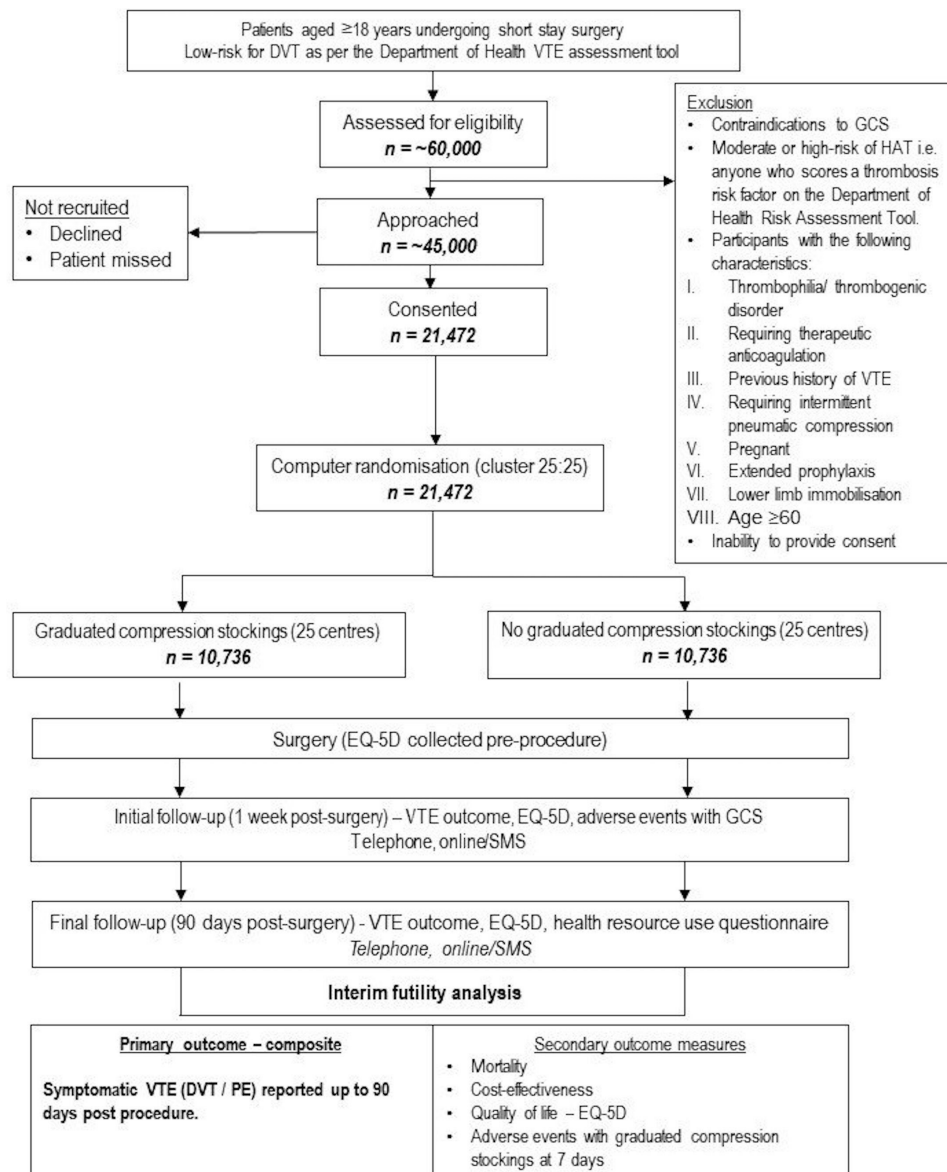 Patients aged ≥18 years undergoing short stay surgery
Low-risk for DVT as per the Department of Health VTE assessment tool
Assessed for eligibility
n = ~60,000
Exclusion
• Contraindications to GCS
• Moderate or high-risk of HAT i.e.
anyone who scores a thrombosis
risk factor on the Department of
Health Risk Assessment Tool.
• Participants with the following
characteristics:
I. Thrombophilia/ thrombogenic
disorder
II. Requiring therapeutic
anticoagulation
III. Previous history of VTE
IV. Requiring intermittent
pneumatic compression
V. Pregnant
VI. Extended prophylaxis
VII. Lower limb immobilisation
VIII. Age ≥60
• Inability to provide consent
Not recruited
• Declined
• Patient missed
Approached
n = ~45,000
Consented
n = 21,472
Computer randomisation (cluster 25:25)
n = 21,472
Graduated compression stockings (25 centres)
n = 10,736
No graduated compression stockings (25 centres)
n = 10,736
Surgery (EQ-5D collected pre-procedure)
Initial follow-up (1 week post-surgery) – VTE outcome, EQ-5D, adverse events with GCS
Telephone, online/SMS
Final follow-up (90 days post-surgery) - VTE outcome, EQ-5D, health resource use questionnaire
Telephone, online/SMS
Interim futility analysis
Primary outcome – composite
Symptomatic VTE (DVT / PE) reported up to 90
days post procedure.
Secondary outcome measures
• Mortality
• Cost-effectiveness
• Quality of life – EQ-5D
• Adverse events with graduated compression
stockings at 7 days